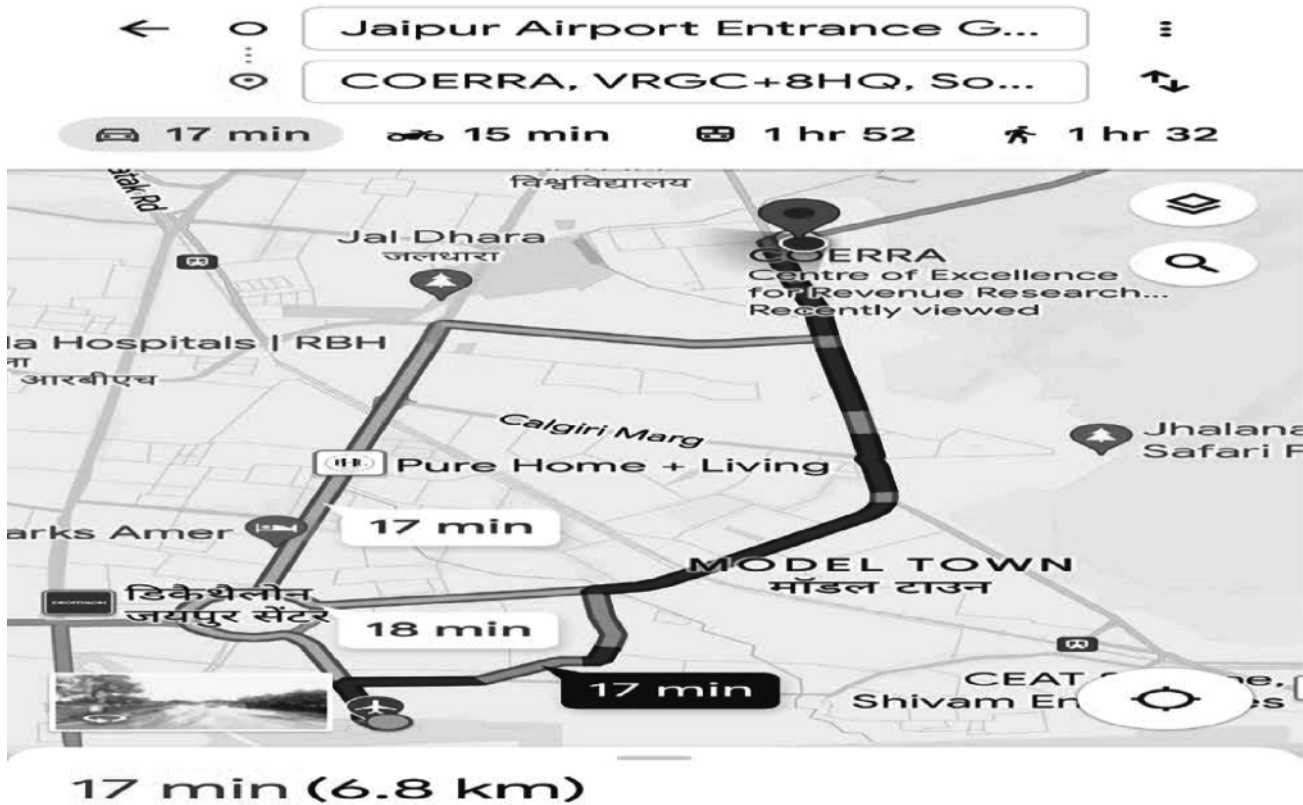 Jaipur Airport Entrance G...
COERRA, VRGC+8HQ, So...
17 min 15 min 1 hr 52 1 hr 32
विश्वविद्यालय
atak Rd
Jal Dhara
जलधारा
COERRA
Centre of Excellence
for Revenue Research...
Recently viewed
la Hospitals | RBH
आरबीएच
Calgiri Marg
Jhalana
Safari F
Pure Home + Living
17 min
arks Amer
MODEL TOWN
मॉडल टाउन
DECATHLON
डिकैथैलोन
जयपुर सेंटर
18 min
17 min
CEAT
Shivam En
17 min (6.8 km)